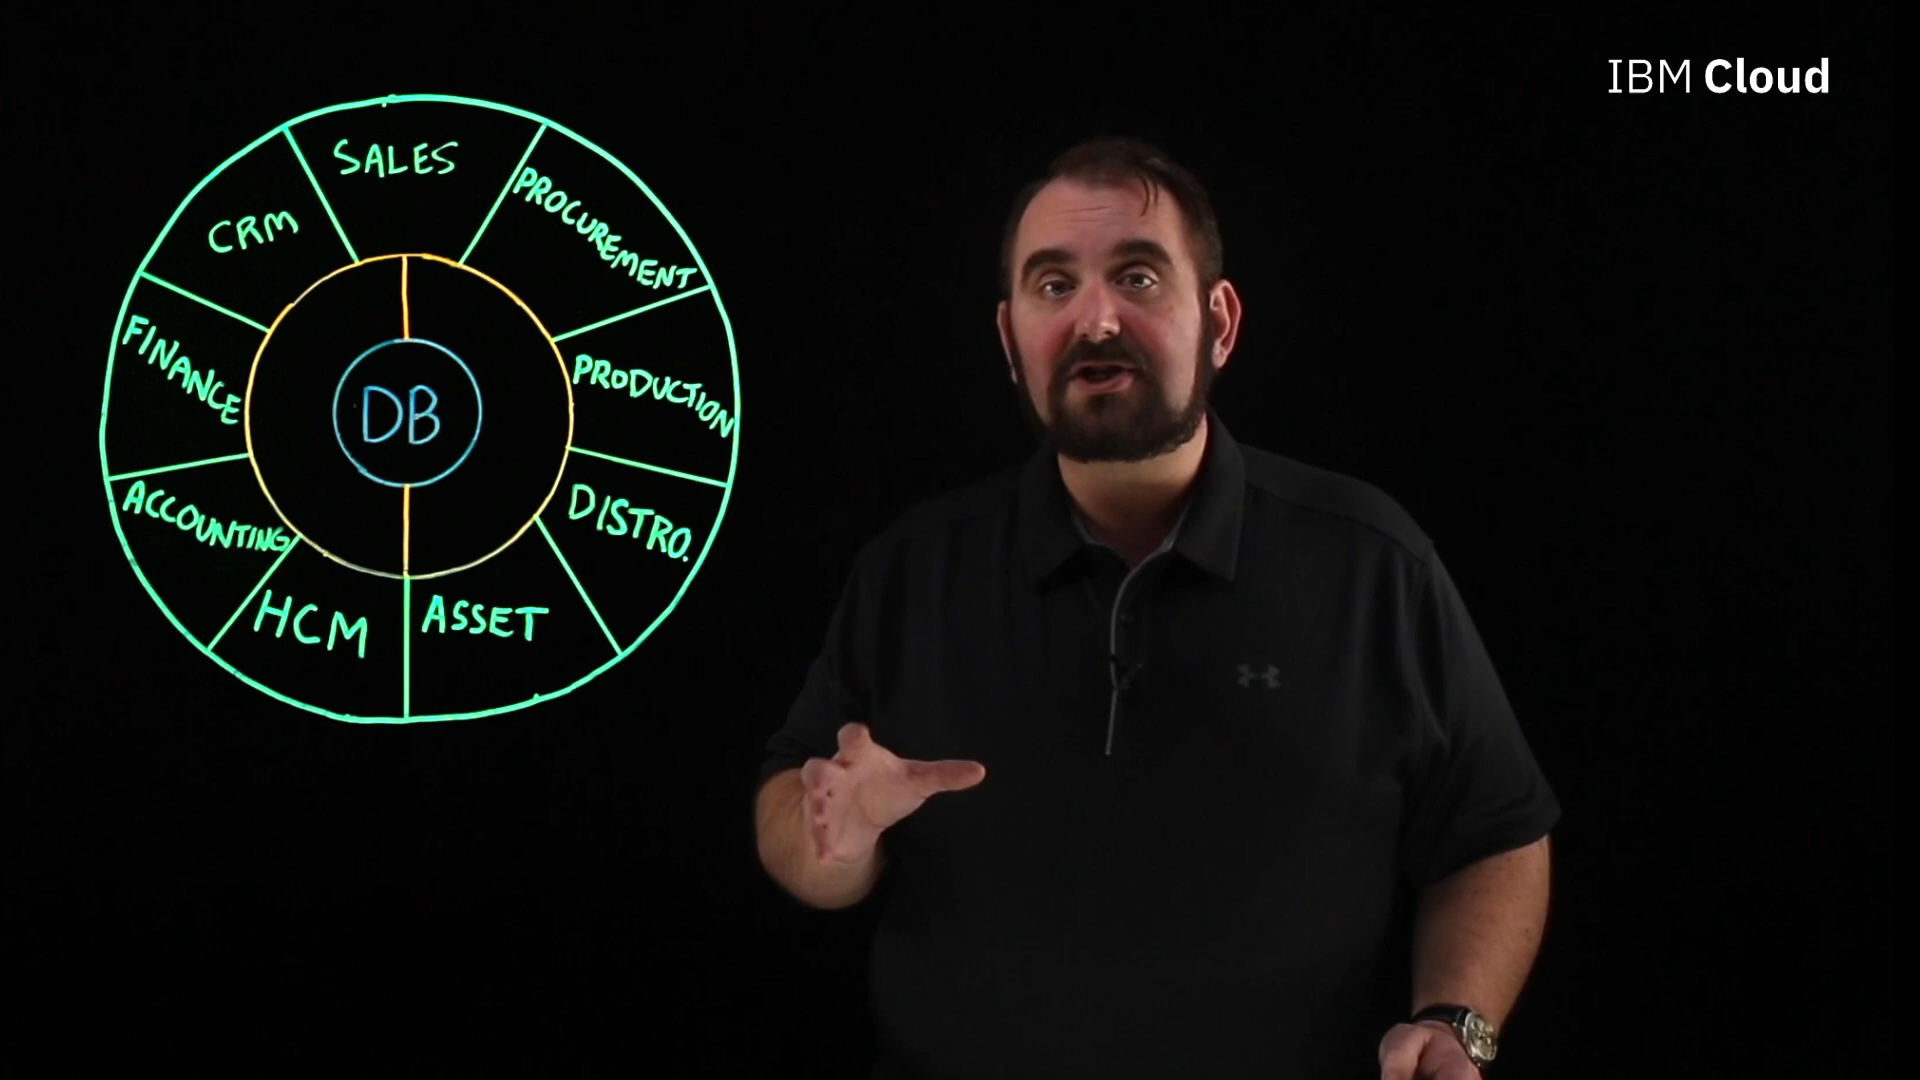 IBM Cloud
SALES
PROCUREMENT
CRM
FINANCE
PRODUCTION
DB
ACCOUNTING
DISTRO.
HCM
ASSET